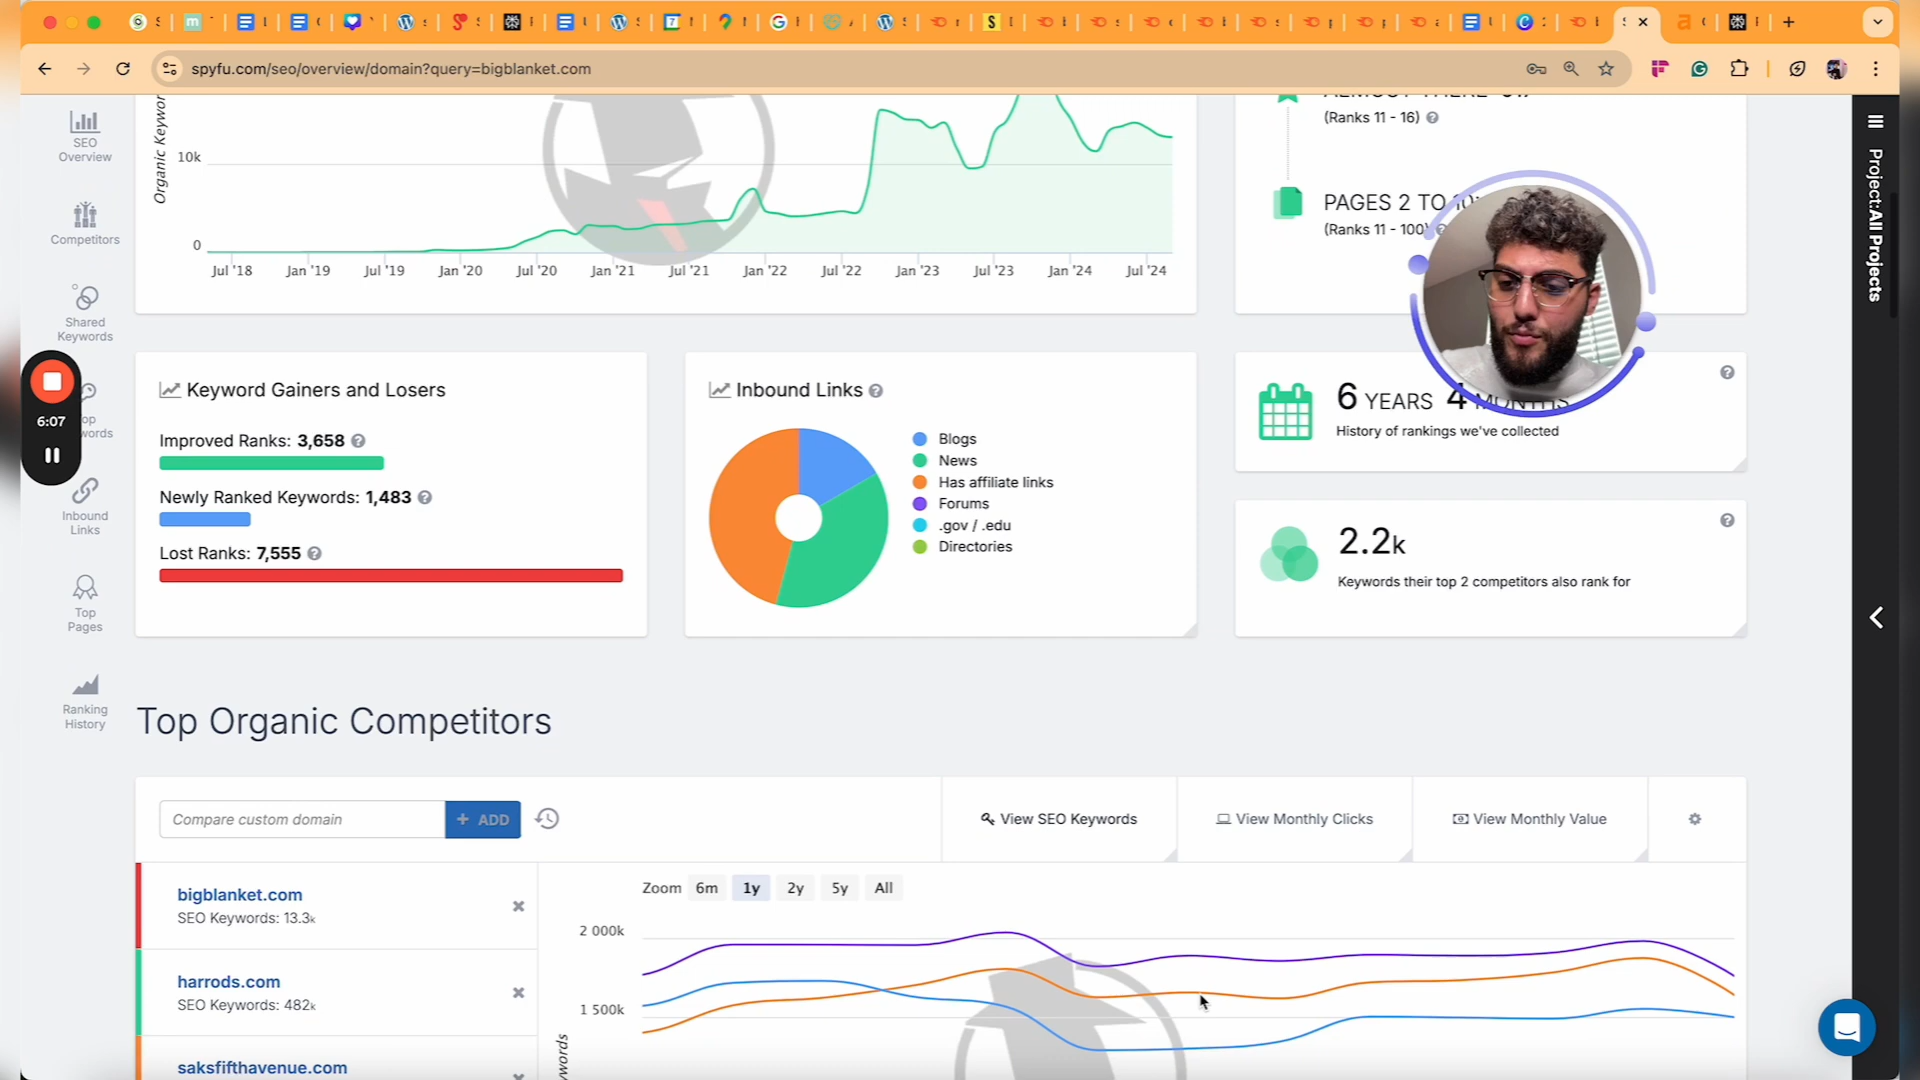 spyfu.com/seo/overview/domain?query=bigblanket.com
SEO
Overview
Competitors
Shared
Keywords
Inbound
Links
Top
Pages
Ranking
History
6:07
10k
0
Jul '18
Jan '19
Jul '19
Jan '20
Jul '20
Jan '21
Jul '21
Jan '22
Jul '22
Jan '23
Jul '23
Jan '24
Jul '24
(Ranks 11 - 16)
PAGES 2 TO
(Ranks 11 - 100)
Project:All Projects
Keyword Gainers and Losers
Improved Ranks: 3,658
Newly Ranked Keywords: 1,483
Lost Ranks: 7,555
Inbound Links
Blogs
News
Has affiliate links
Forums
.gov / .edu
Directories
6 YEARS 4 MONTHS
History of rankings we've collected
2.2k
Keywords their top 2 competitors also rank for
Top Organic Competitors
Compare custom domain
+ ADD
View SEO Keywords
View Monthly Clicks
View Monthly Value
bigblanket.com
SEO Keywords: 13.3k
harrods.com
SEO Keywords: 482k
saksfifthavenue.com
Zoom 6m 1y 2y 5y All
2 000k
1 500k